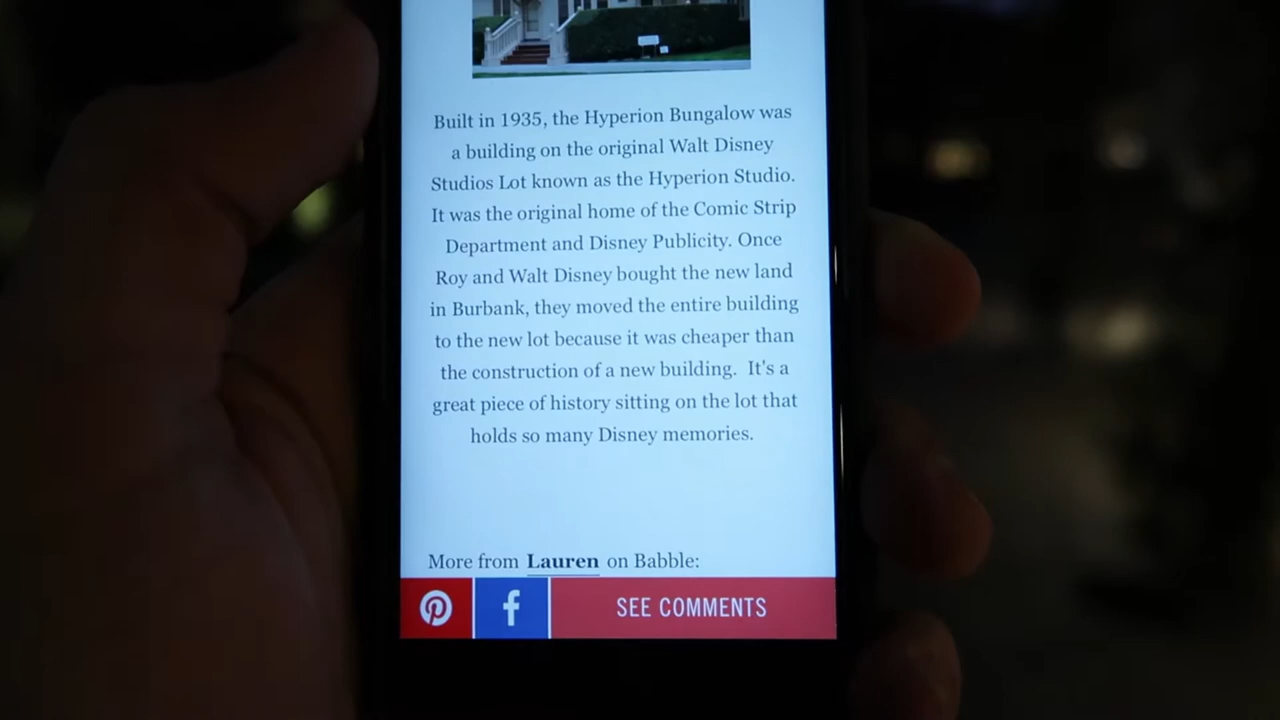 Built in 1935, the Hyperion Bungalow was
a building on the original Walt Disney
Studios Lot known as the Hyperion Studio.
It was the original home of the Comic Strip
Department and Disney Publicity. Once
Roy and Walt Disney bought the new land
in Burbank, they moved the entire building
to the new lot because it was cheaper than
the construction of a new building.  It's a
great piece of history sitting on the lot that
holds so many Disney memories.
More from Lauren on Babble:
SEE COMMENTS